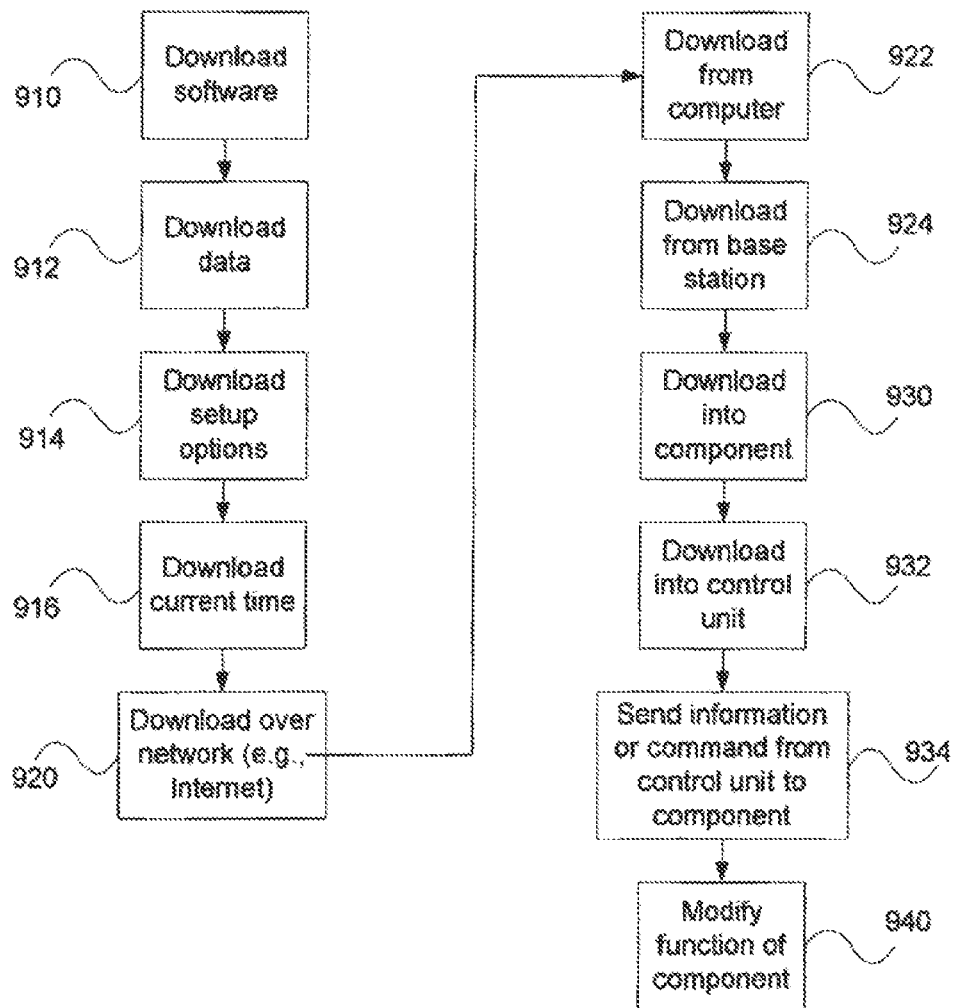 Download
software
910
Download
data
912
Download
setup
options
914
Download
current time
916
Download over
network (e.g.,
Internet)
920
Download
from
computer
922
Download
from base
station
924
Download
into
component
930
Download
into control
unit
932
Send information
or command from
control unit to
component
934
Modify
function of
component
940